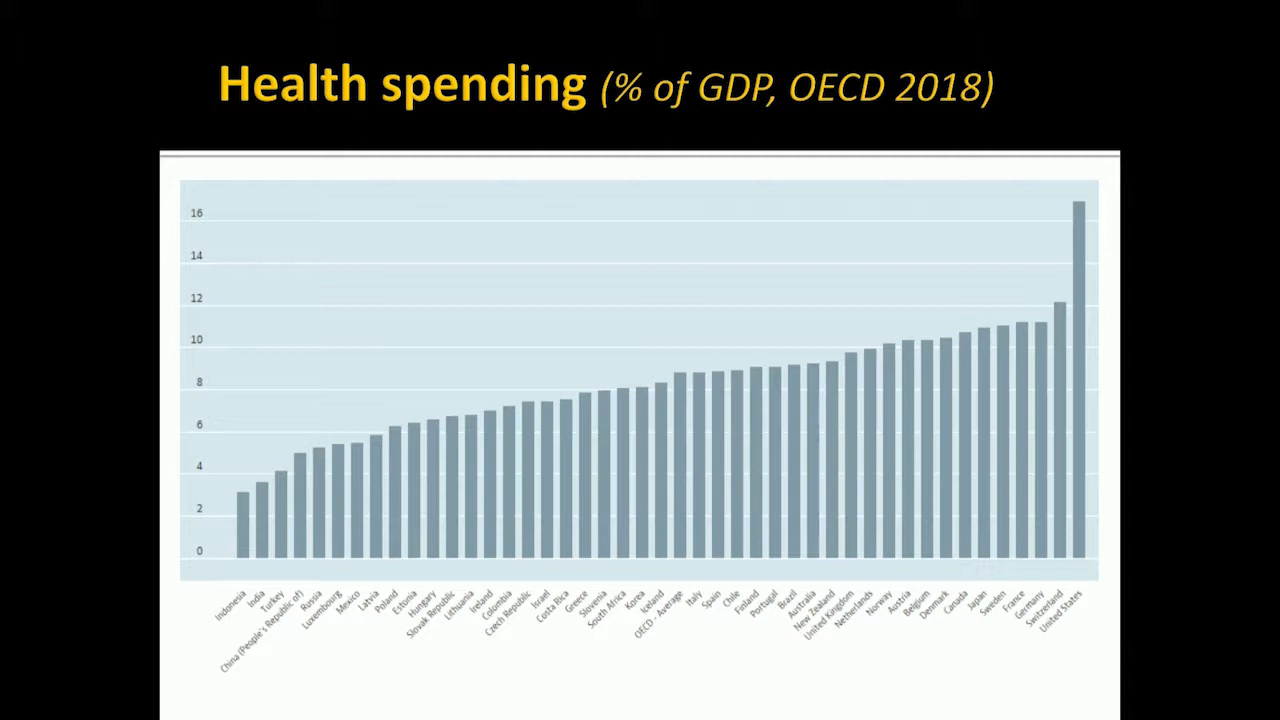 Health spending (% of GDP, OECD 2018)
16
14
12
10
8
6
4
2
0
Indonesia
India
Turkey
China (People's Republic of)
Russia
Luxembourg
Mexico
Latvia
Poland
Estonia
Hungary
Slovak Republic
Lithuania
Ireland
Colombia
Czech Republic
Israel
Costa Rica
Greece
Slovenia
South Africa
Korea
Iceland
OECD - Average
Italy
Spain
Chile
Finland
Portugal
Brazil
Australia
New Zealand
United Kingdom
Netherlands
Norway
Austria
Belgium
Denmark
Canada
Japan
Sweden
France
Germany
Switzerland
United States